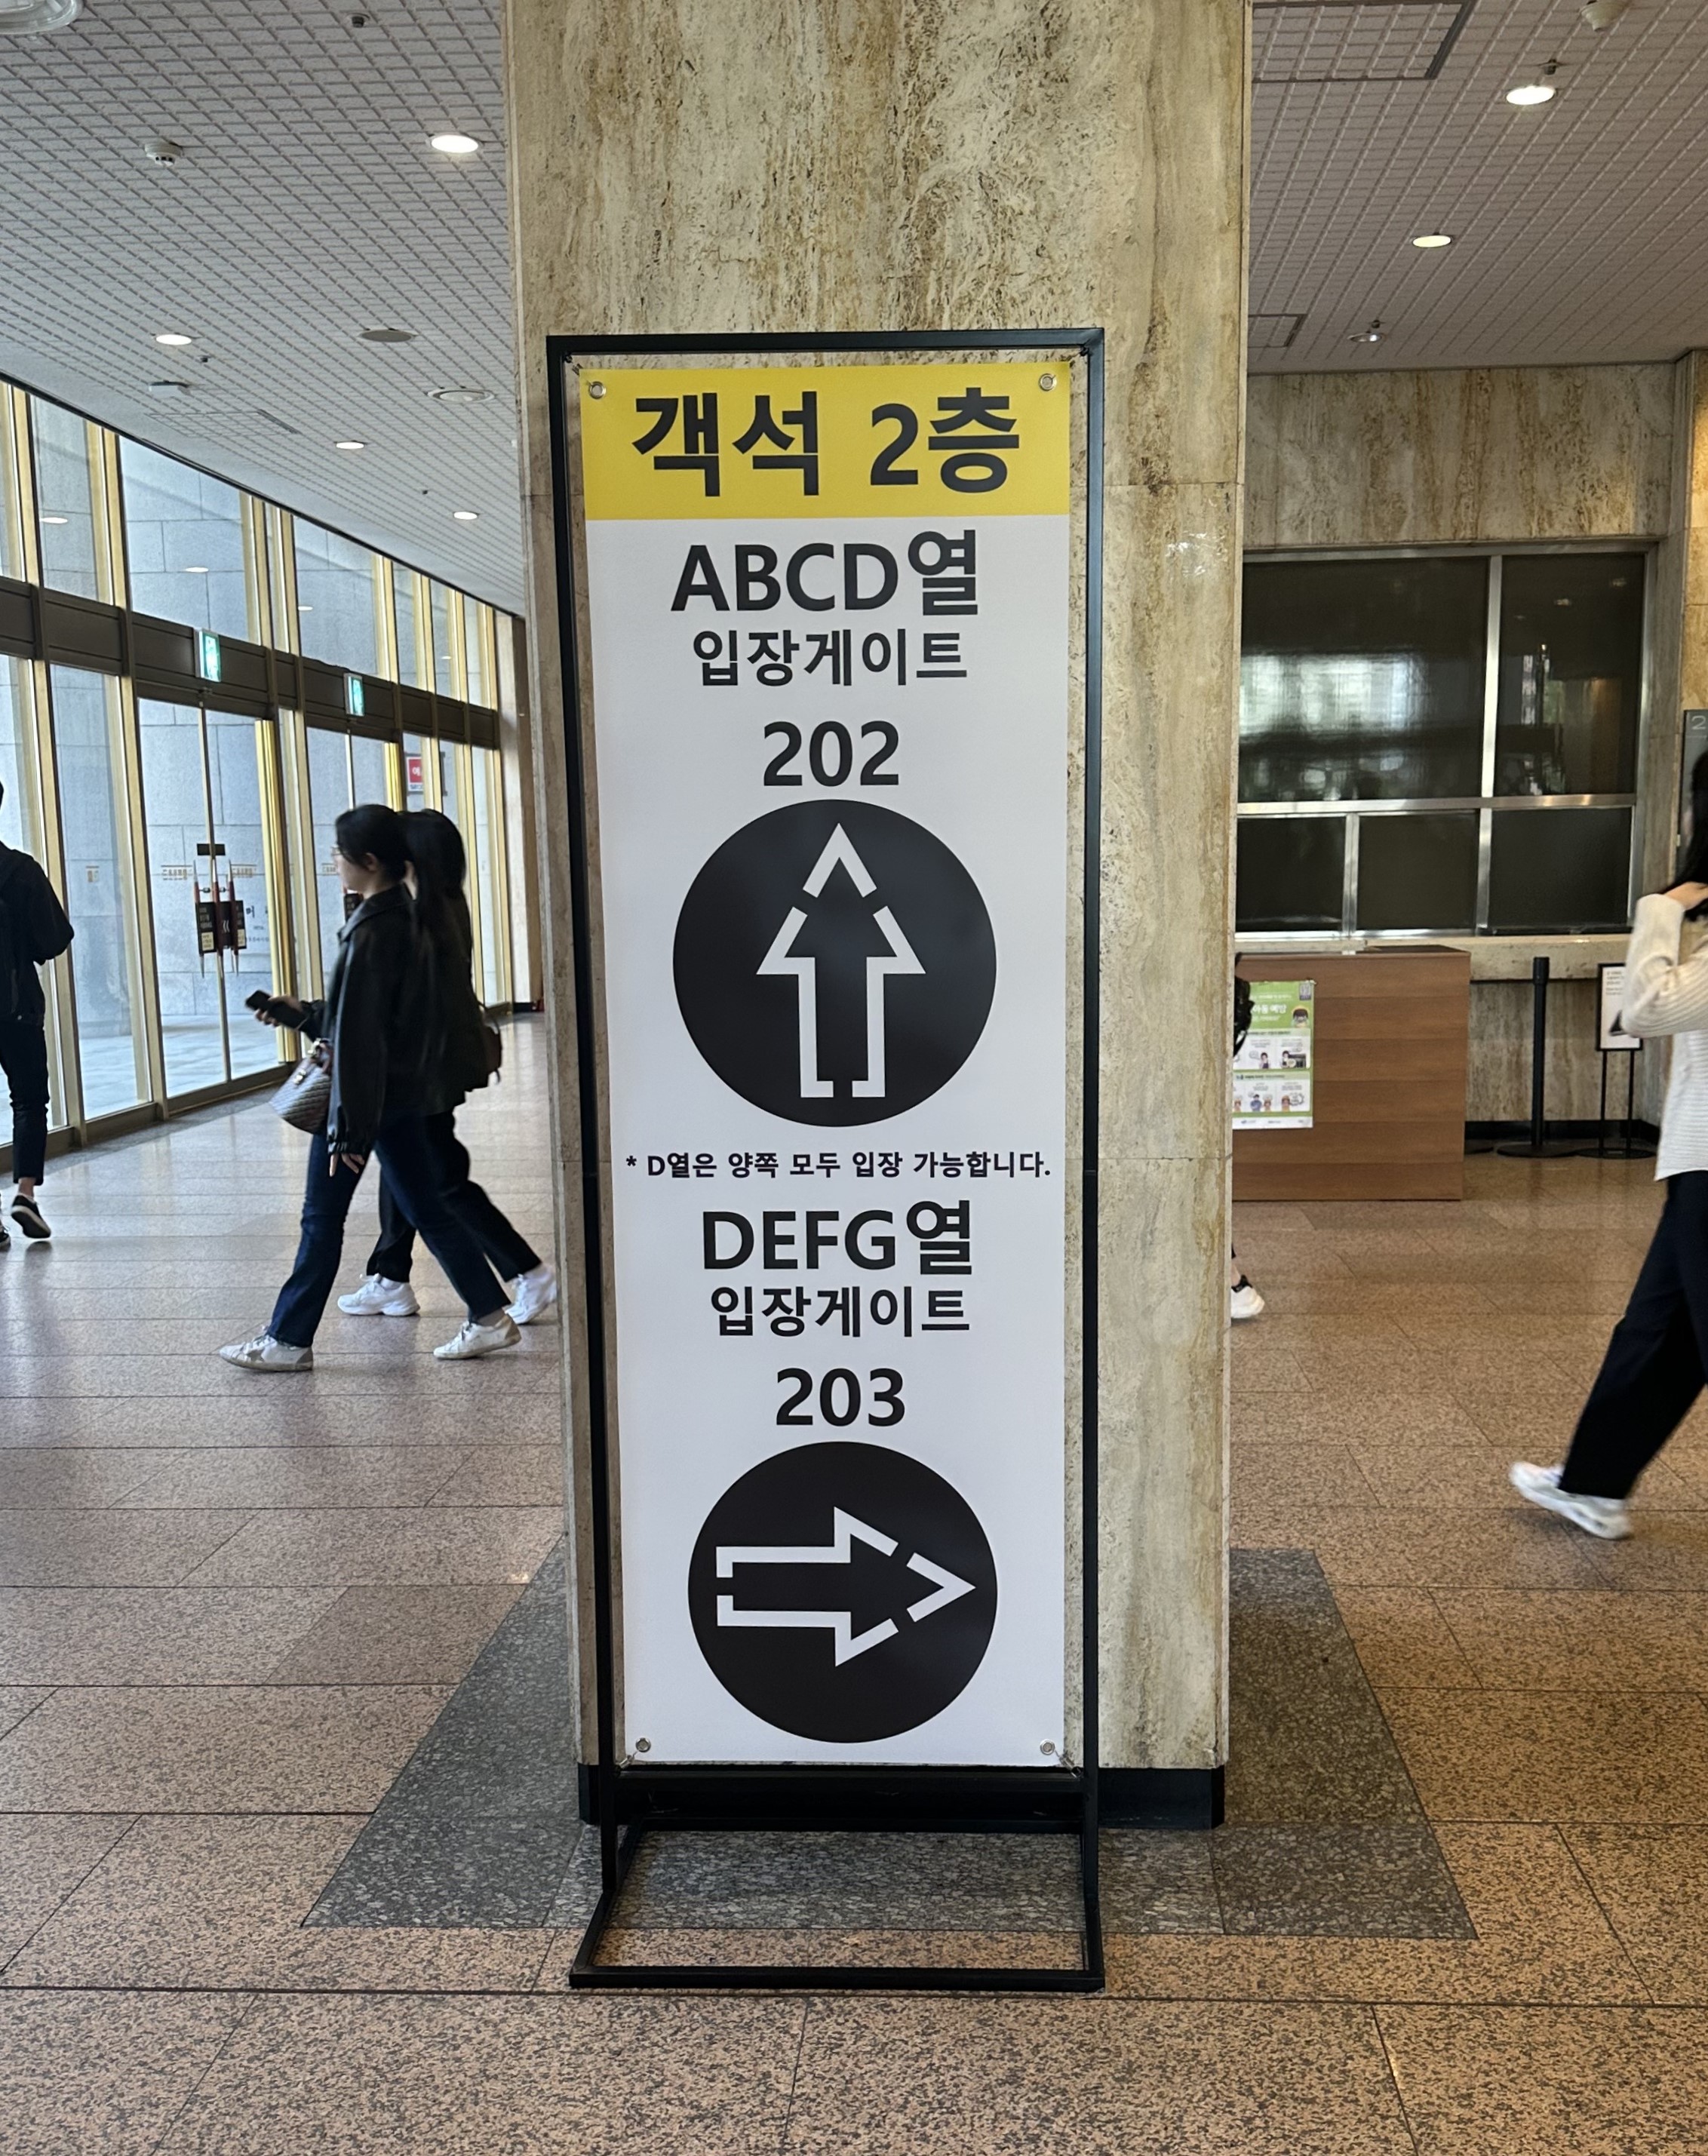 객석 2층
ABCD열
입장게이트
202
* D열은 양쪽 모두 입장 가능합니다.
DEFG열
입장게이트
203